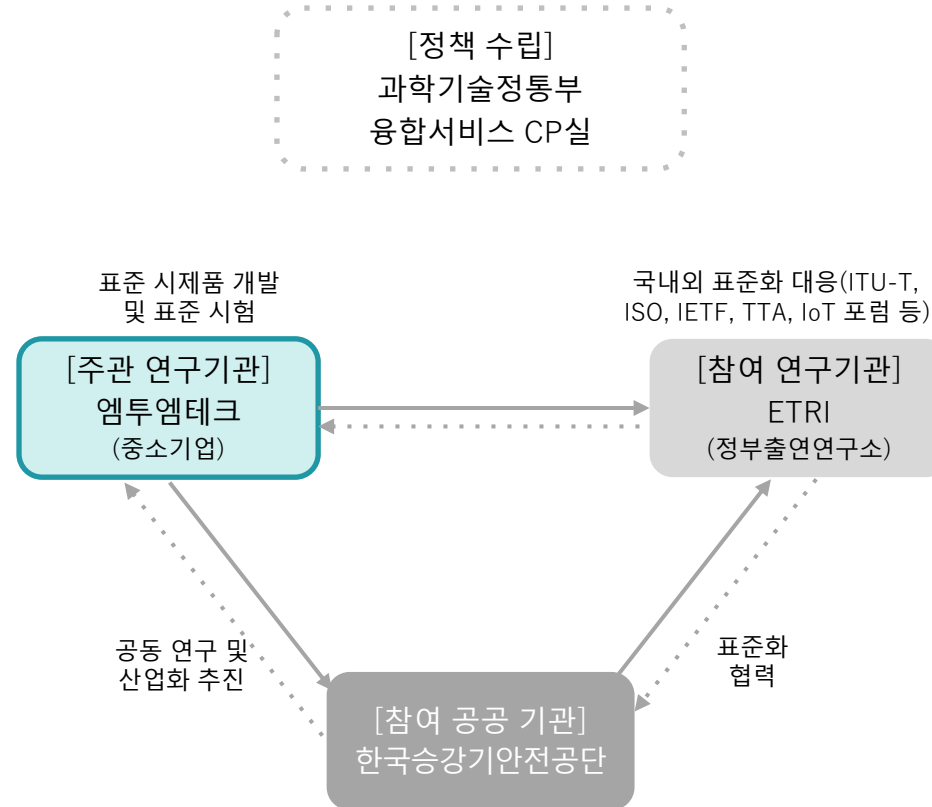 [정책 수립]
과학기술정통부
융합서비스 CP실
표준 시제품 개발
및 표준 시험
국내외 표준화 대응(ITU-T,
ISO, IETF, TTA, IoT 포럼 등)
[주관 연구기관]
엠투엠테크
(중소기업)
[참여 연구기관]
ETRI
(정부출연연구소)
공동 연구 및
산업화 추진
표준화
협력
[참여 공공 기관]
한국승강기안전공단